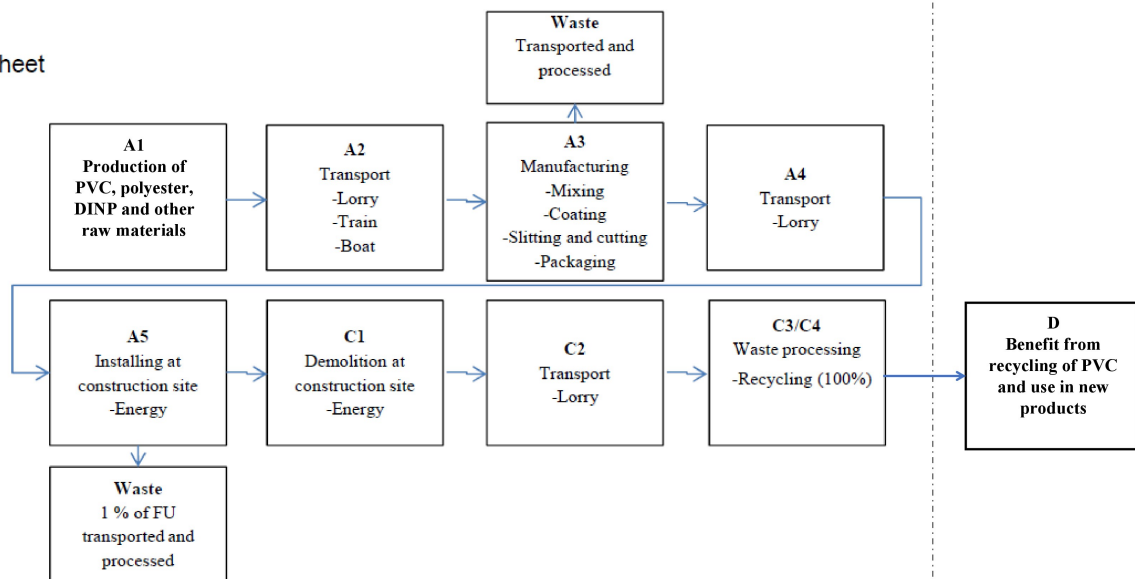 heet
Waste
Transported and
processed
A1
Production of
PVC, polyester,
DINP and other
raw materials
A2
Transport
-Lorry
-Train
-Boat
A3
Manufacturing
-Mixing
-Coating
-Slitting and cutting
-Packaging
A4
Transport
-Lorry
A5
Installing at
construction site
-Energy
C1
Demolition at
construction site
-Energy
C2
Transport
-Lorry
C3/C4
Waste processing
-Recycling (100%)
D
Benefit from
recycling of PVC
and use in new
products
Waste
1 % of FU
transported and
processed